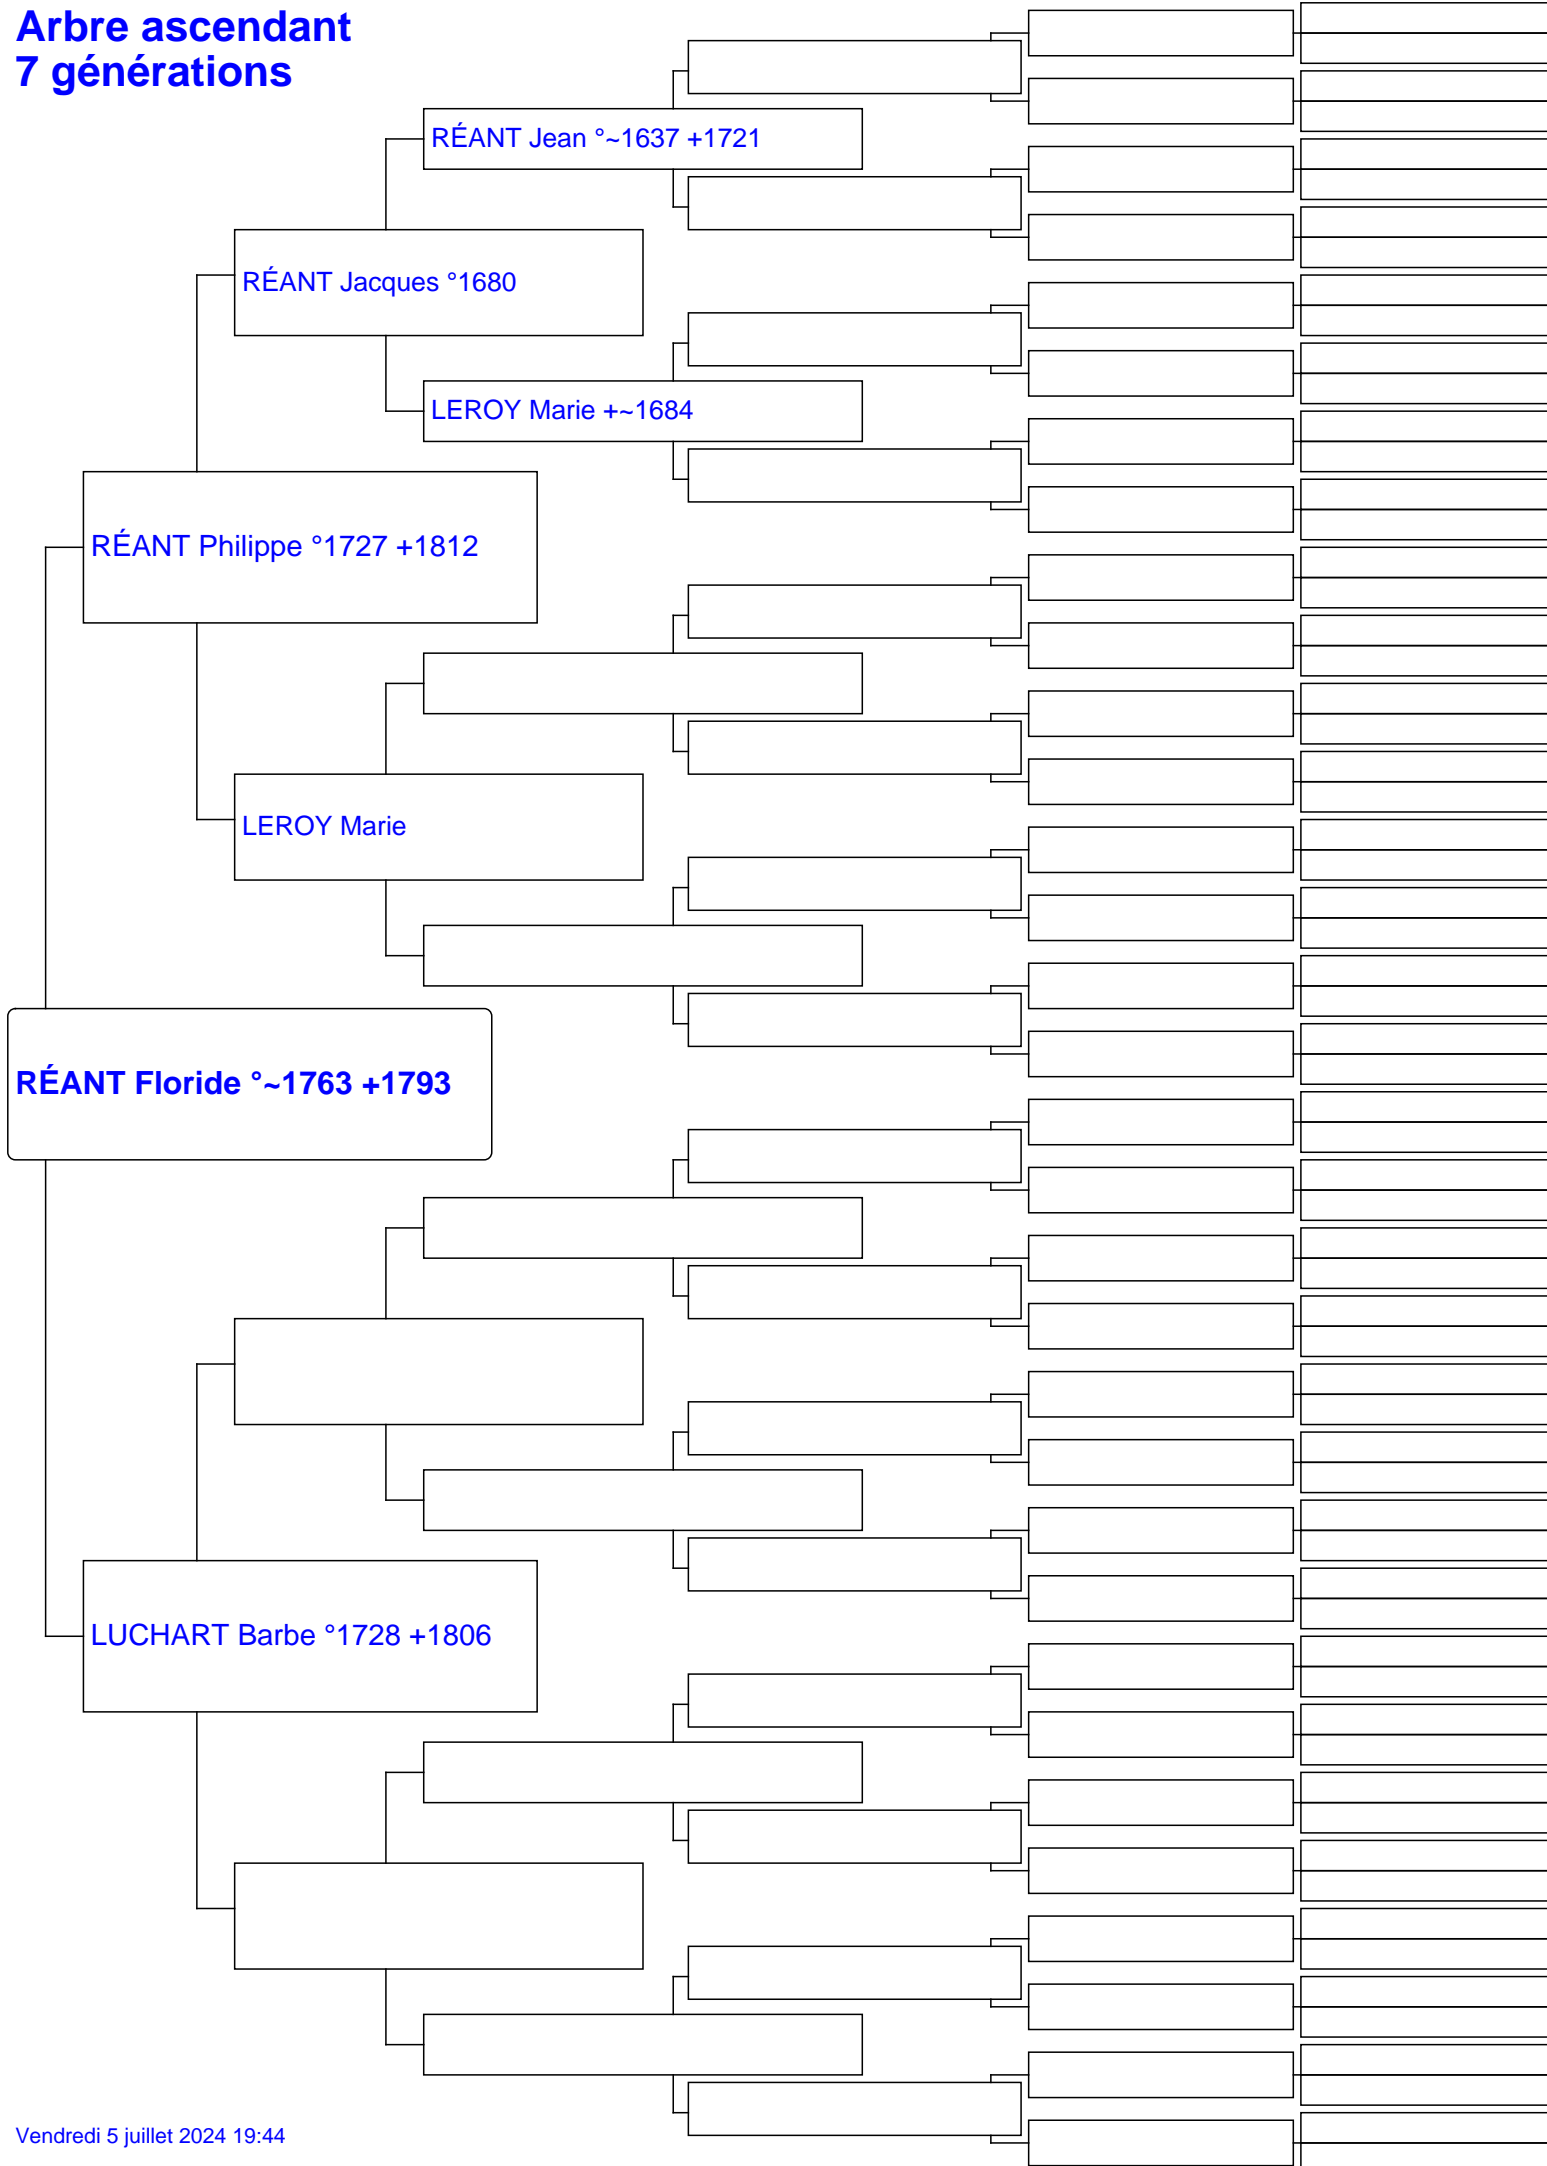 Arbre ascendant
7 générations
RÉANT Jean °~1637 +1721
RÉANT Jacques °1680
LEROY Marie +~1684
RÉANT Philippe °1727 +1812
LEROY Marie
RÉANT Floride °~1763 +1793
LUCHART Barbe °1728 +1806
Vendredi 5 juillet 2024 19:44